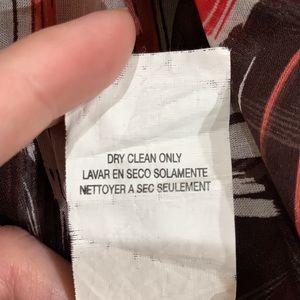 DRY CLEAN ONLY
LAVAR EN SECO SOLAMENTE
NETTOYER A SEC SEULEMENT